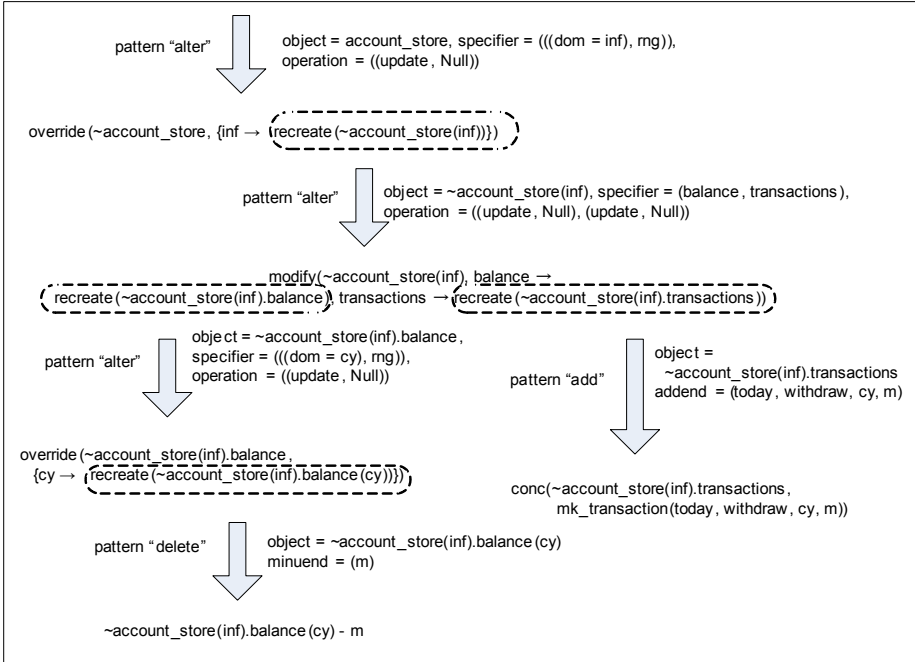 pattern “alter”
object = account_store, specifier = (((dom = inf), rng)),
operation = ((update, Null))
override(~account_store, {inf → recreate(~account_store(inf))})
pattern “alter”
object = ~account_store(inf), specifier = (balance, transactions),
operation = ((update, Null), (update, Null))
modify(~account_store(inf), balance →
recreate(~account_store(inf).balance), transactions → recreate(~account_store(inf).transactions))
pattern “alter”
object = ~account_store(inf).balance,
specifier = (((dom = cy), rng)),
operation = ((update, Null))
pattern “add”
object =
~account_store(inf).transactions
addend = (today, withdraw, cy, m)
override(~account_store(inf).balance,
{cy → recreate(~account_store(inf).balance(cy))})
conc(~account_store(inf).transactions,
mk_transaction(today, withdraw, cy, m))
pattern “delete”
object = ~account_store(inf).balance(cy)
minuend = (m)
~account_store(inf).balance(cy) - m